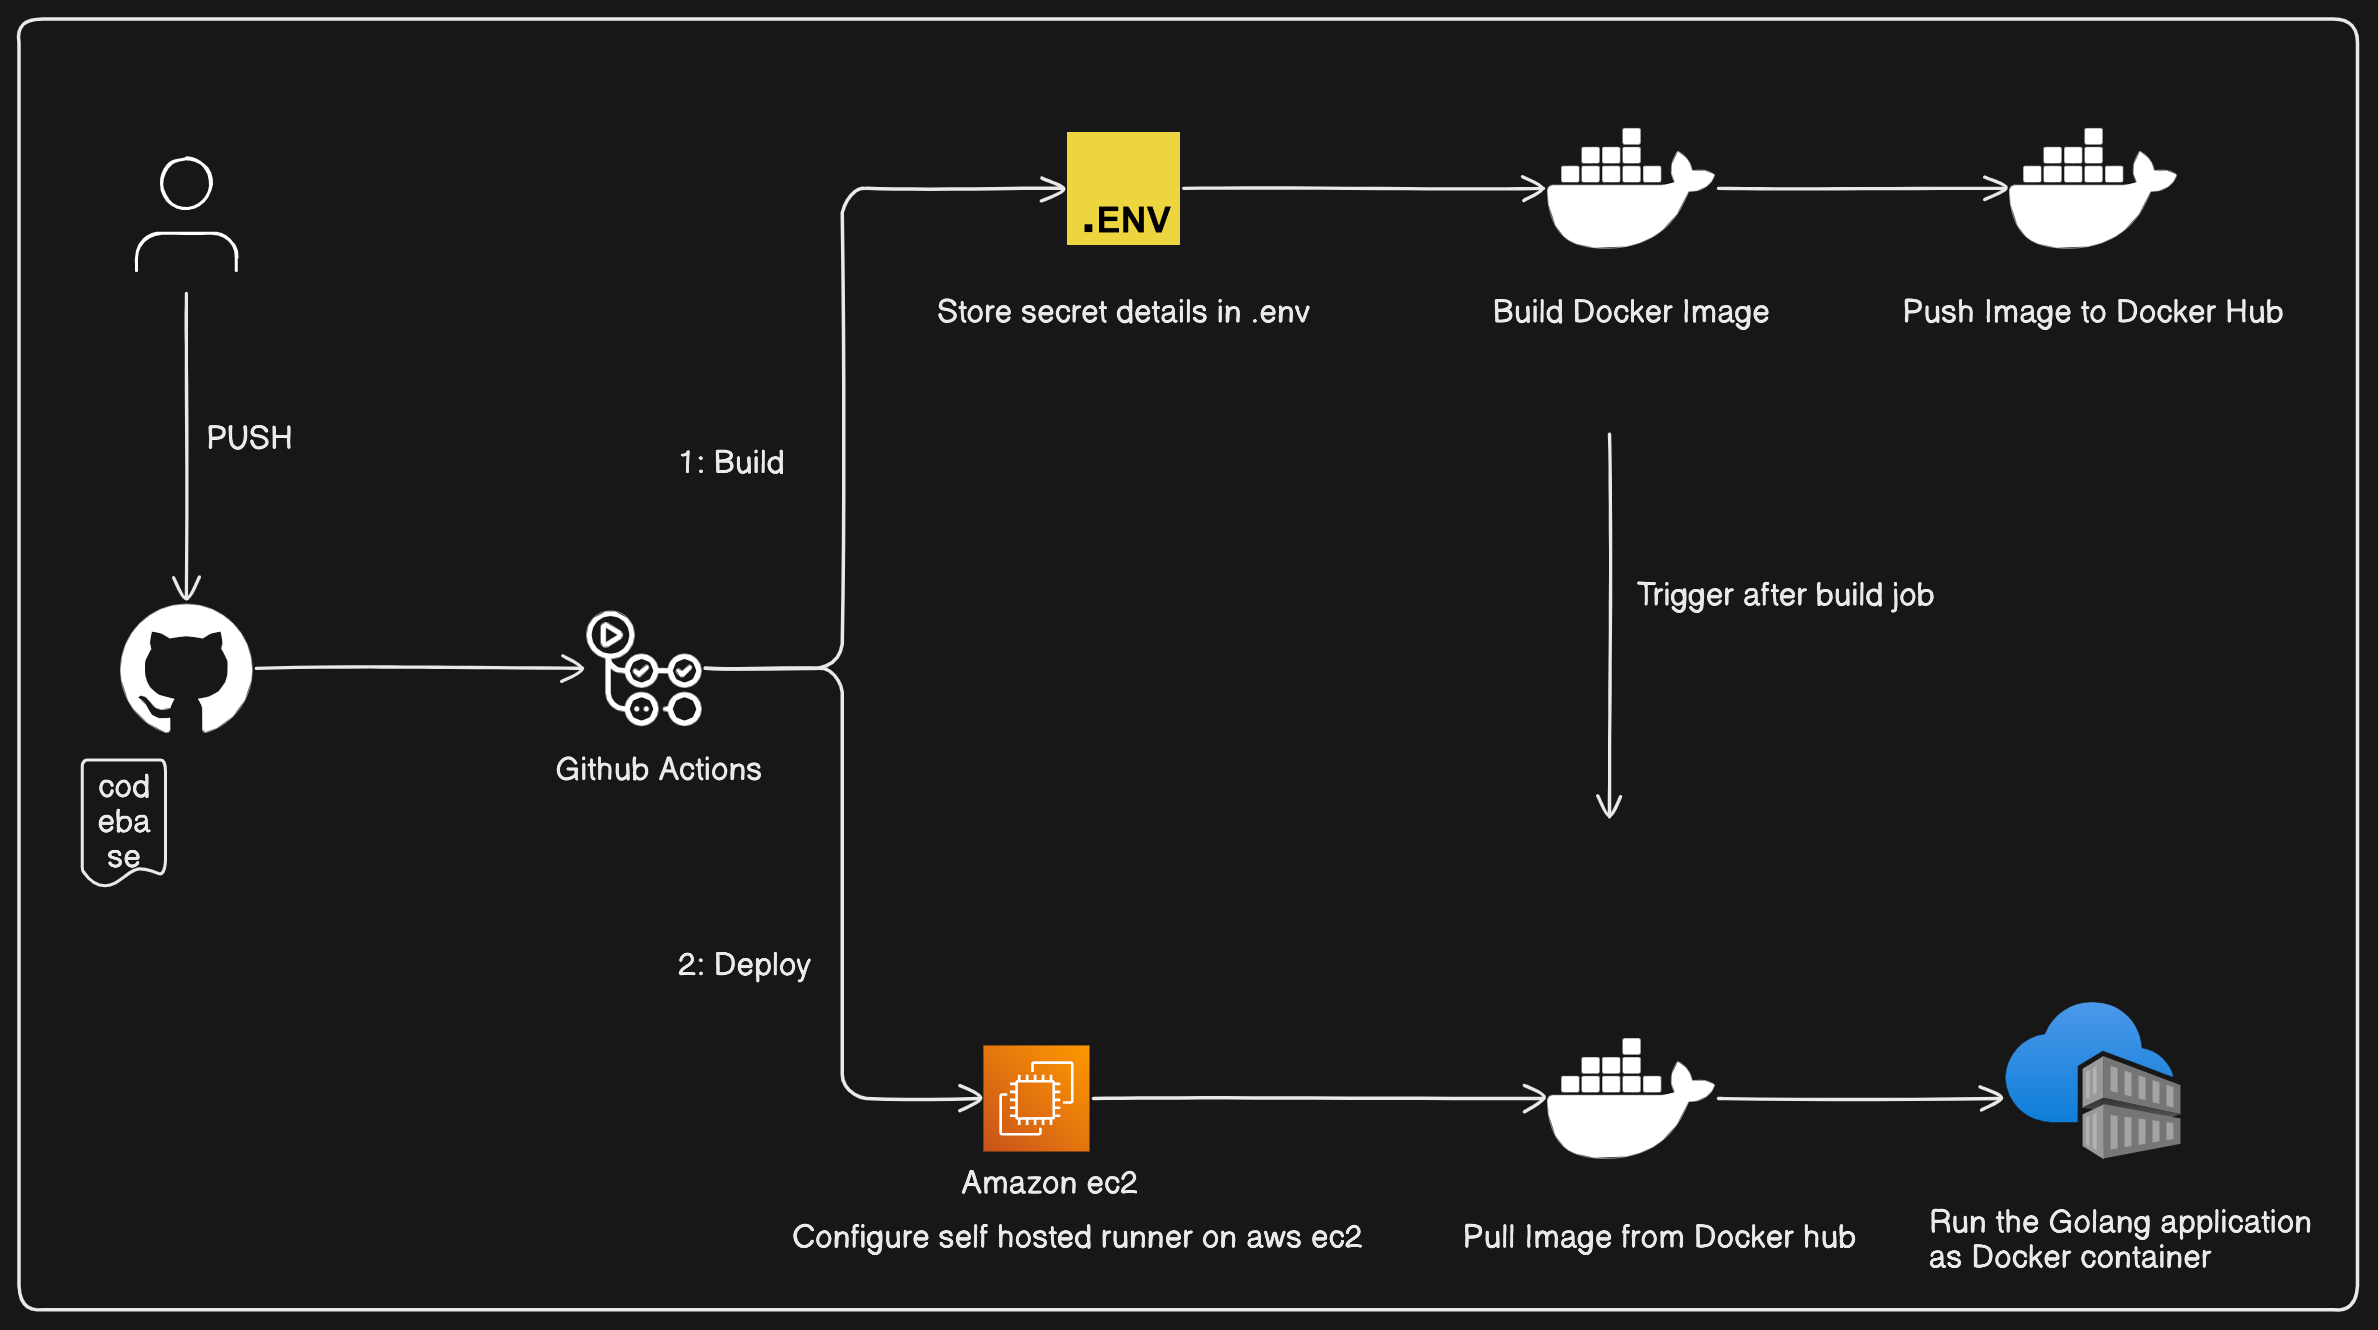 .ENV
Store secret details in .env
Build Docker Image
Push Image to Docker Hub
PUSH
1: Build
Trigger after build job
Github Actions
cod
eba
se
2: Deploy
Amazon ec2
Configure self hosted runner on aws ec2
Pull Image from Docker hub
Run the Golang application
as Docker container